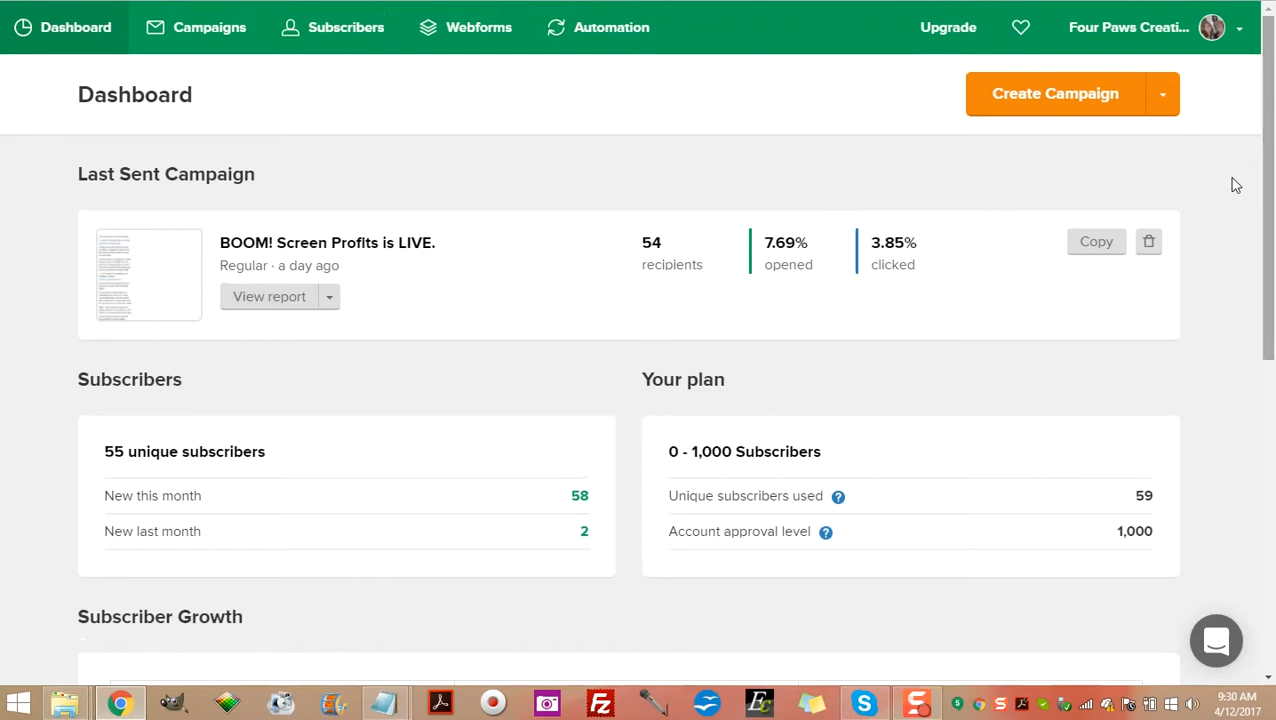 Dashboard
Campaigns
Subscribers
Webforms
Automation
Upgrade
Four Paws Creati...
Dashboard
Create Campaign
Last Sent Campaign
BOOM! Screen Profits is LIVE.
Regular a day ago
View report
54
recipients
7.69%
opened
3.85%
clicked
Copy
Subscribers
55 unique subscribers
New this month 58
New last month 2
Your plan
0 - 1,000 Subscribers
Unique subscribers used ? 59
Account approval level ? 1,000
Subscriber Growth
9:30 AM
4/12/2017